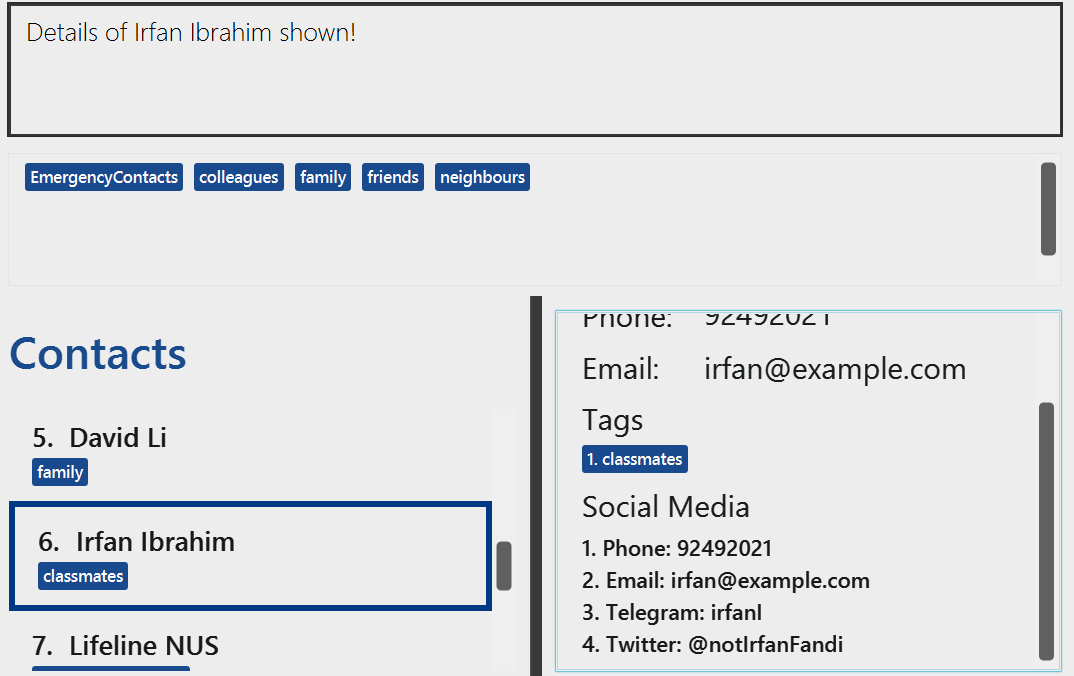 Details of Irfan Ibrahim shown!
EmergencyContacts colleagues family friends neighbours
Contacts
5. David Li
family
6. Irfan Ibrahim
classmates
7. Lifeline NUS
Phone: 92492021
Email: irfan@example.com
Tags
1. classmates
Social Media
1. Phone: 92492021
2. Email: irfan@example.com
3. Telegram: irfanI
4. Twitter: @notIrfanFandi